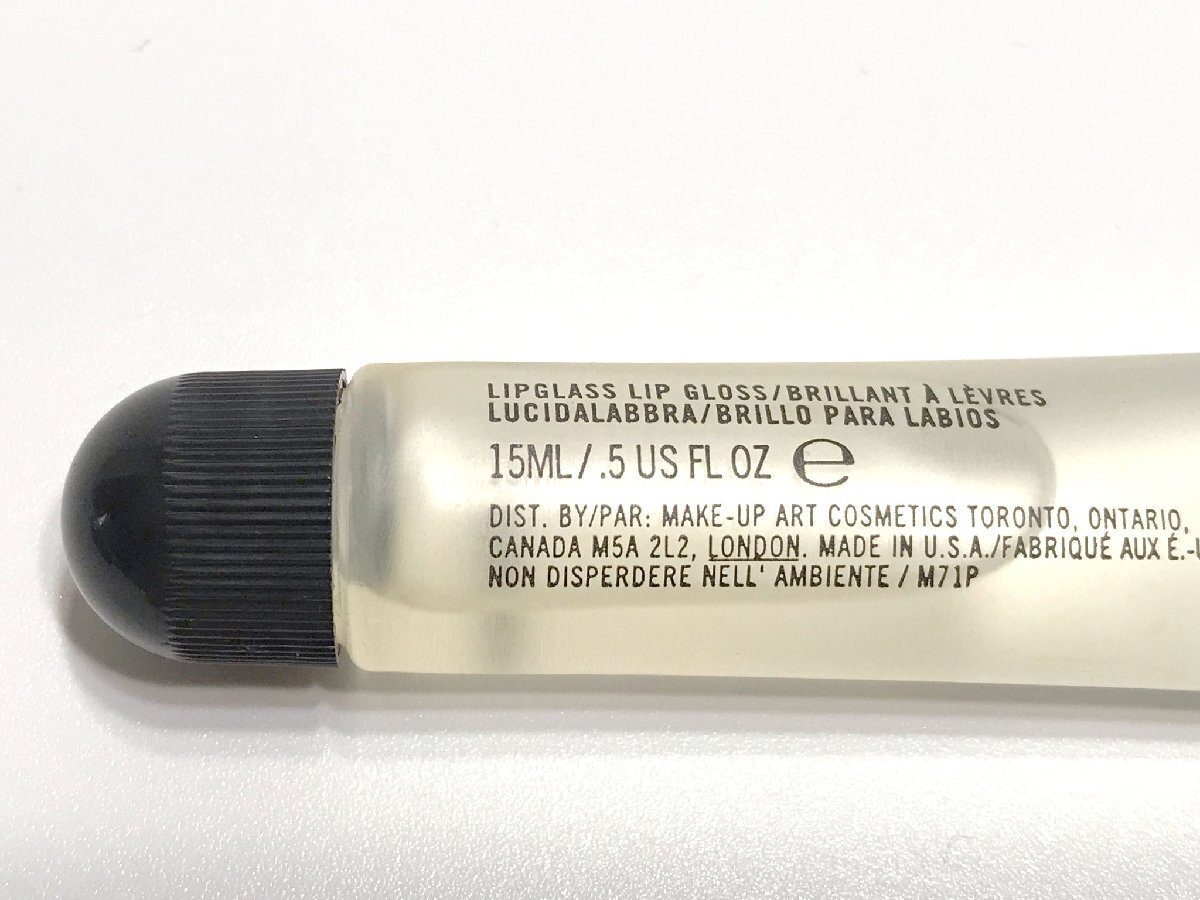 LIPGLASS LIP GLOSS/BRILLANT À LÈVRES
LUCIDALABBRA/BRILLO PARA LABIOS
15ML/.5 US FL OZ ℮
DIST. BY/PAR: MAKE-UP ART COSMETICS TORONTO, ONTARIO,
CANADA M5A 2L2, LONDON. MADE IN U.S.A./FABRIQUÉ AUX É.-U
NON DISPERDERE NELL' AMBIENTE / M71P